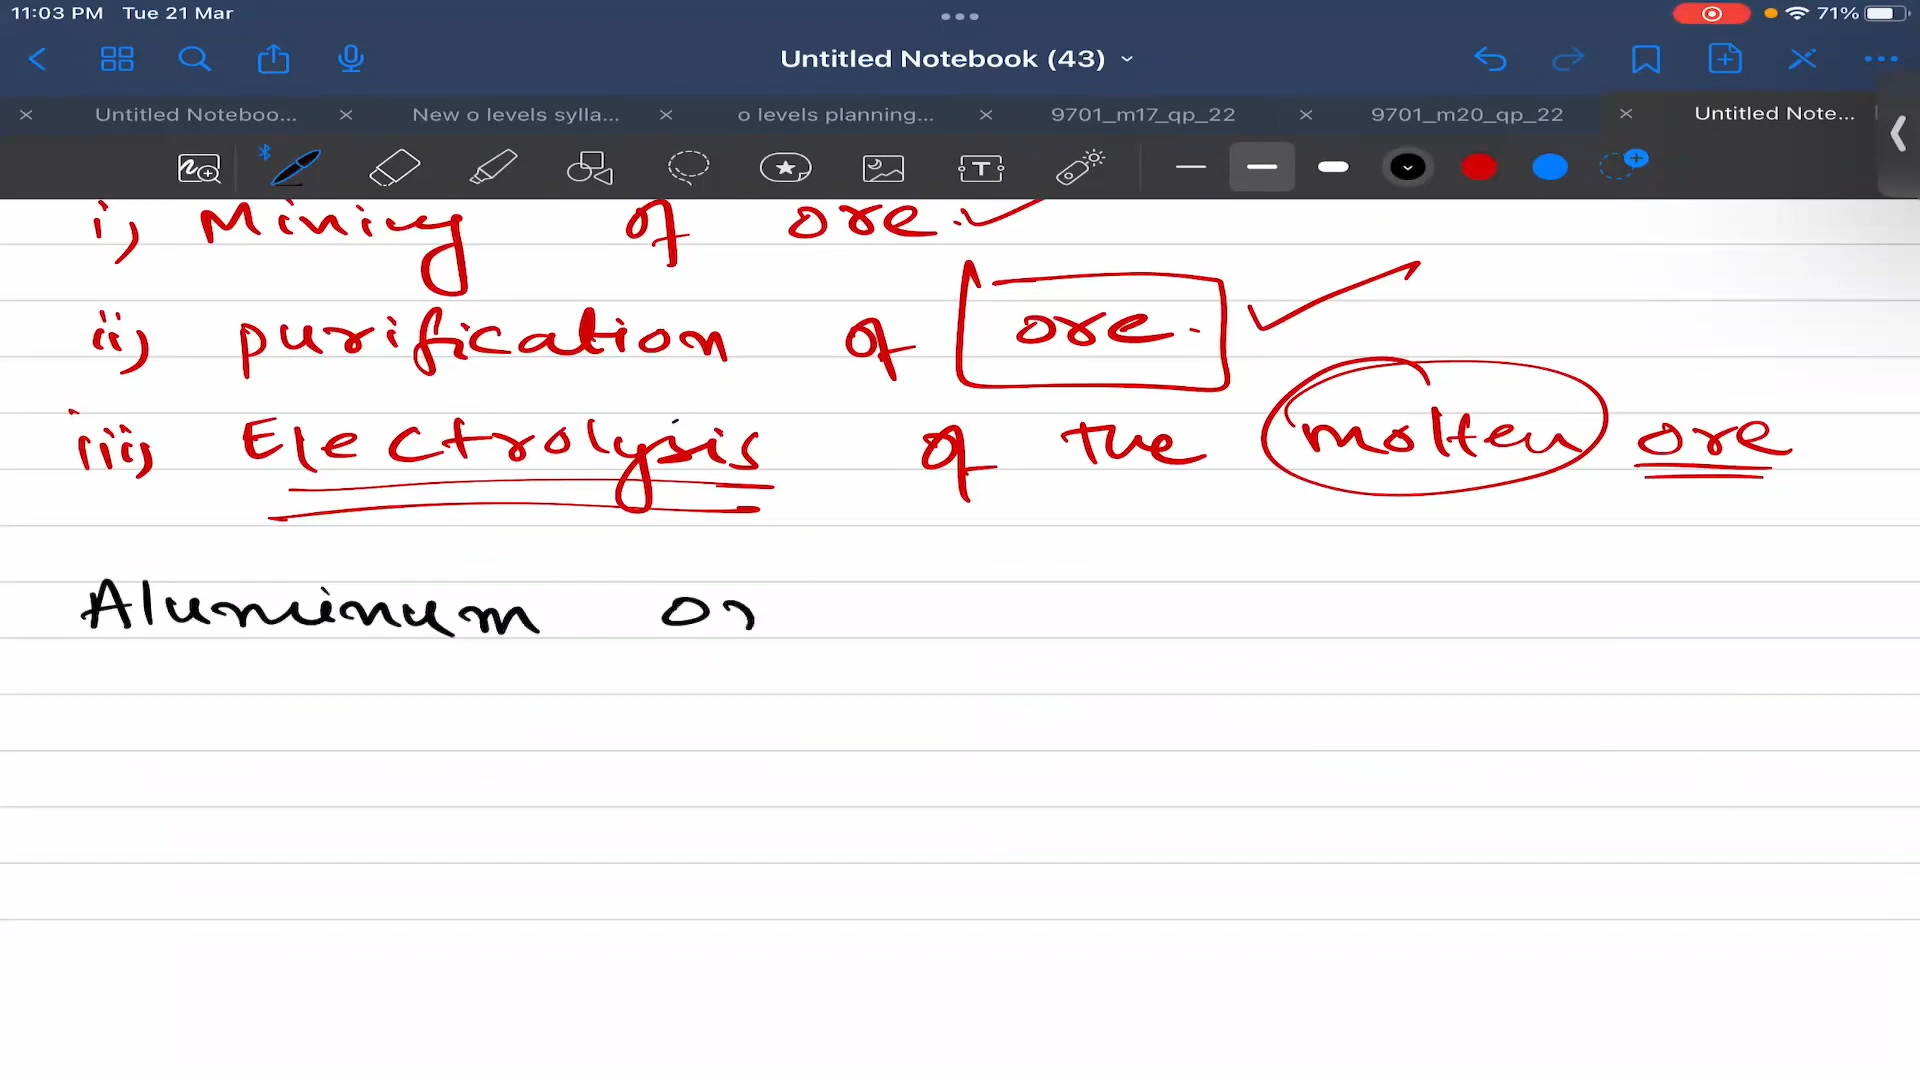 11:03 PM Tue 21 Mar 71%
Untitled Notebook (43)
Untitled Noteboo... New o levels sylla... o levels planning... 9701_m17_qp_22 9701_m20_qp_22 Untitled Note...
i) Mining of ore.
ii) purification of ore.
iii) Electrolysis of the molten ore
Aluminum